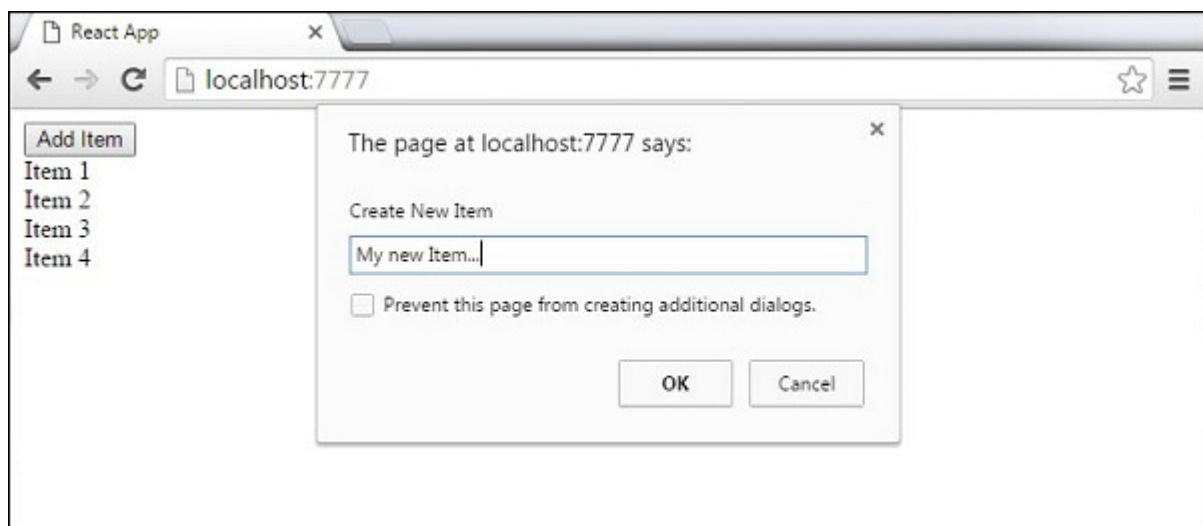 React App
localhost:7777
Add Item
Item 1
Item 2
Item 3
Item 4
The page at localhost:7777 says:
Create New Item
My new Item...
Prevent this page from creating additional dialogs.
OK
Cancel